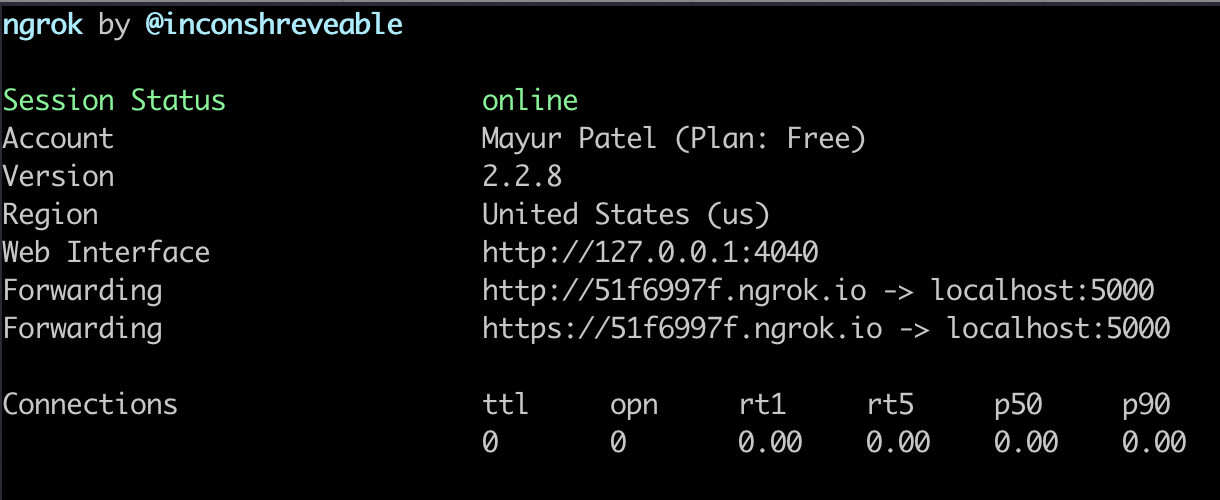 ngrok by @inconshreveable
Session Status online
Account Mayur Patel (Plan: Free)
Version 2.2.8
Region United States (us)
Web Interface http://127.0.0.1:4040
Forwarding http://51f6997f.ngrok.io -> localhost:5000
Forwarding https://51f6997f.ngrok.io -> localhost:5000
Connections ttl opn rt1 rt5 p50 p90
0 0 0.00 0.00 0.00 0.00